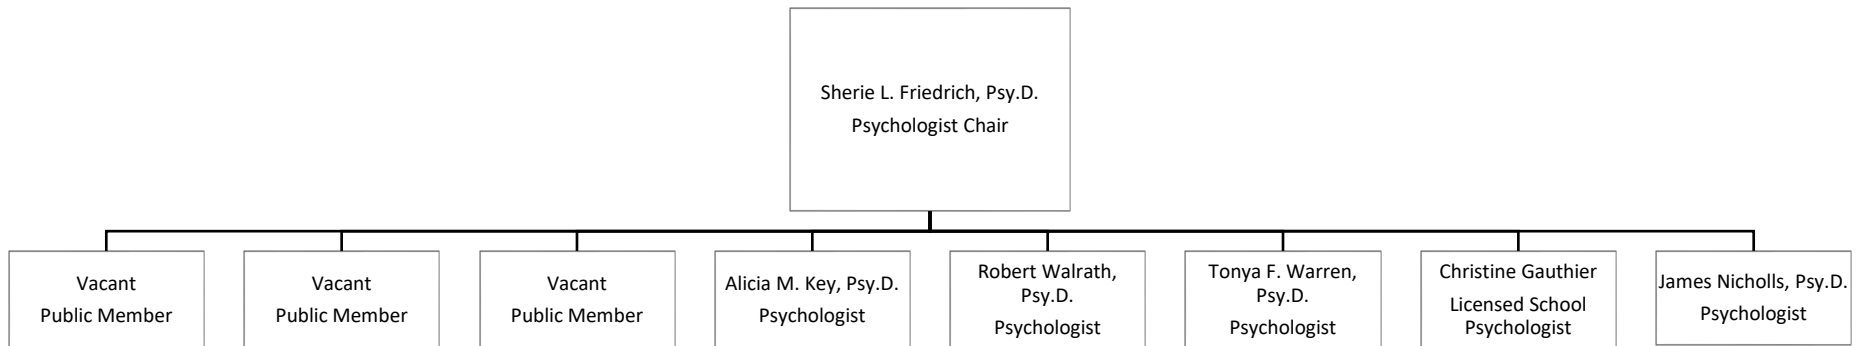 Sherie L. Friedrich, Psy.D.
Psychologist Chair
Vacant
Public Member
Vacant
Public Member
Vacant
Public Member
Alicia M. Key, Psy.D.
Psychologist
Robert Walrath,
Psy.D.
Psychologist
Tonya F. Warren,
Psy.D.
Psychologist
Christine Gauthier
Licensed School
Psychologist
James Nicholls, Psy.D.
Psychologist